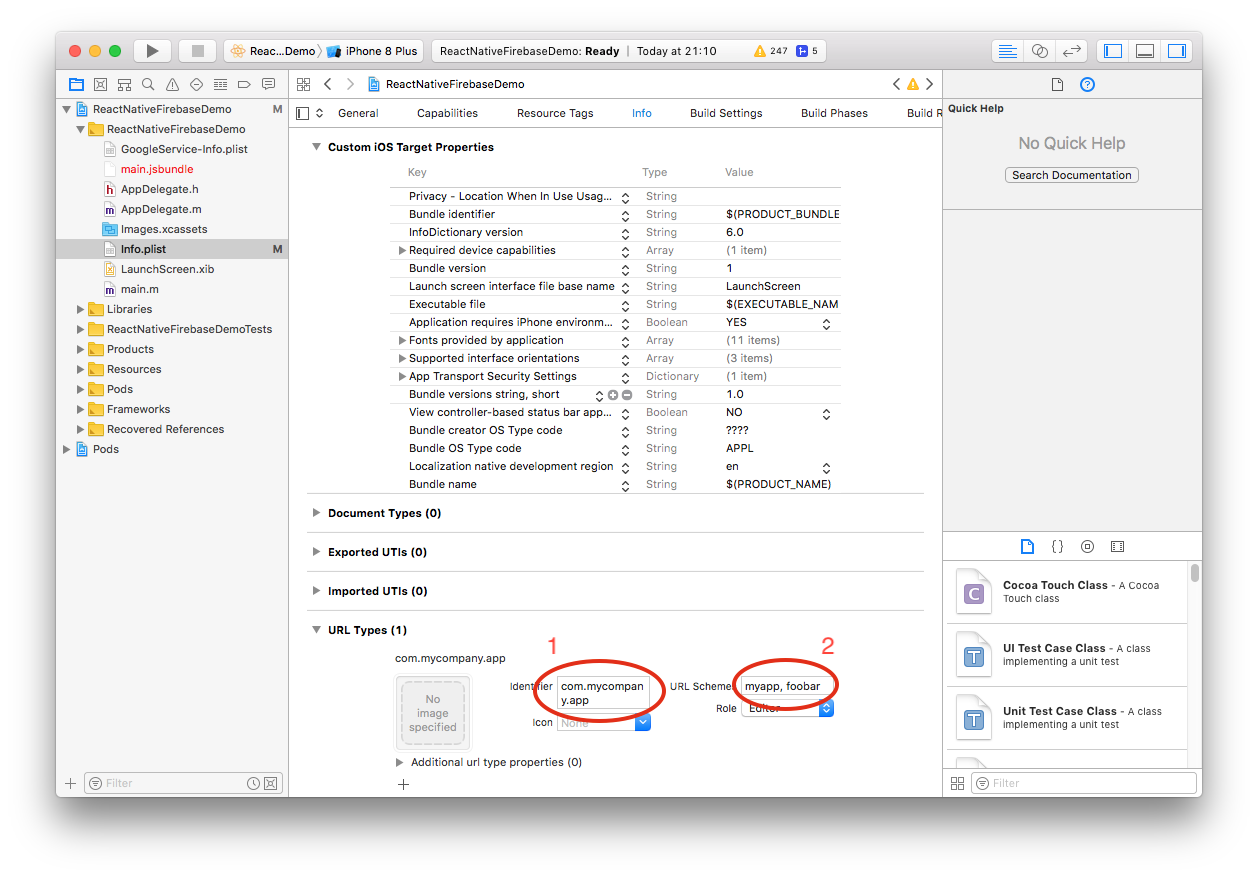 Reac...Demo
iPhone 8 Plus
ReactNativeFirebaseDemo: Ready | Today at 21:10
247
5
ReactNativeFirebaseDemo M
ReactNativeFirebaseDemo
GoogleService-Info.plist
main.jsbundle
AppDelegate.h
AppDelegate.m
Images.xcassets
Info.plist M
LaunchScreen.xib
main.m
Libraries
ReactNativeFirebaseDemoTests
Products
Resources
Pods
Frameworks
Recovered References
Pods
Filter
ReactNativeFirebaseDemo
General Capabilities Resource Tags Info Build Settings Build Phases Build R
Custom iOS Target Properties
Key Type Value
Privacy - Location When In Use Usag... String
Bundle identifier String $(PRODUCT_BUNDLE
InfoDictionary version String 6.0
Required device capabilities Array (1 item)
Bundle version String 1
Launch screen interface file base name String LaunchScreen
Executable file String $(EXECUTABLE_NAM
Application requires iPhone environm... Boolean YES
Fonts provided by application Array (11 items)
Supported interface orientations Array (3 items)
App Transport Security Settings Dictionary (1 item)
Bundle versions string, short String 1.0
View controller-based status bar app... Boolean NO
Bundle creator OS Type code String ????
Bundle OS Type code String APPL
Localization native development region String en
Bundle name String $(PRODUCT_NAME)
Document Types (0)
Exported UTIs (0)
Imported UTIs (0)
URL Types (1)
1 2
com.mycompany.app
No
image
specified
Identifier com.mycompan
y.app
Icon None
URL Scheme myapp, foobar
Role Editor
Additional url type properties (0)
Quick Help
No Quick Help
Search Documentation
C
Cocoa Touch Class - A Cocoa
Touch class
T
UI Test Case Class - A class
implementing a unit test
T
Unit Test Case Class - A class
implementing a unit test
Filter